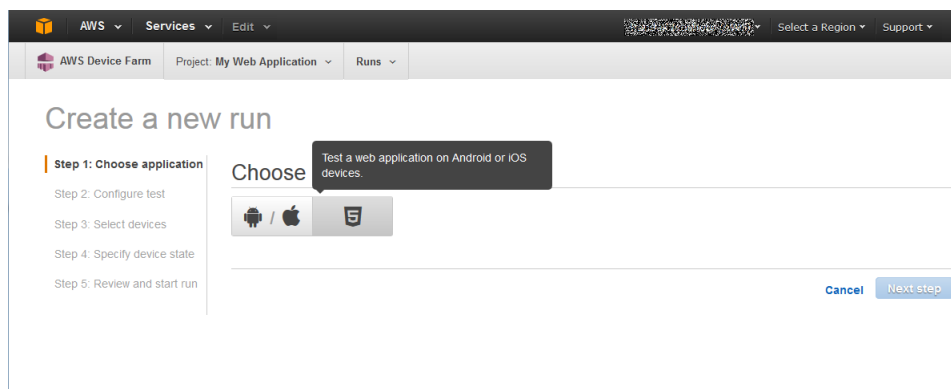 AWS Services Edit Select a Region Support
AWS Device Farm Project: My Web Application Runs
Create a new run
Step 1: Choose application
Step 2: Configure test
Step 3: Select devices
Step 4: Specify device state
Step 5: Review and start run
Test a web application on Android or iOS
devices.
Choose
/
5
Cancel Next step